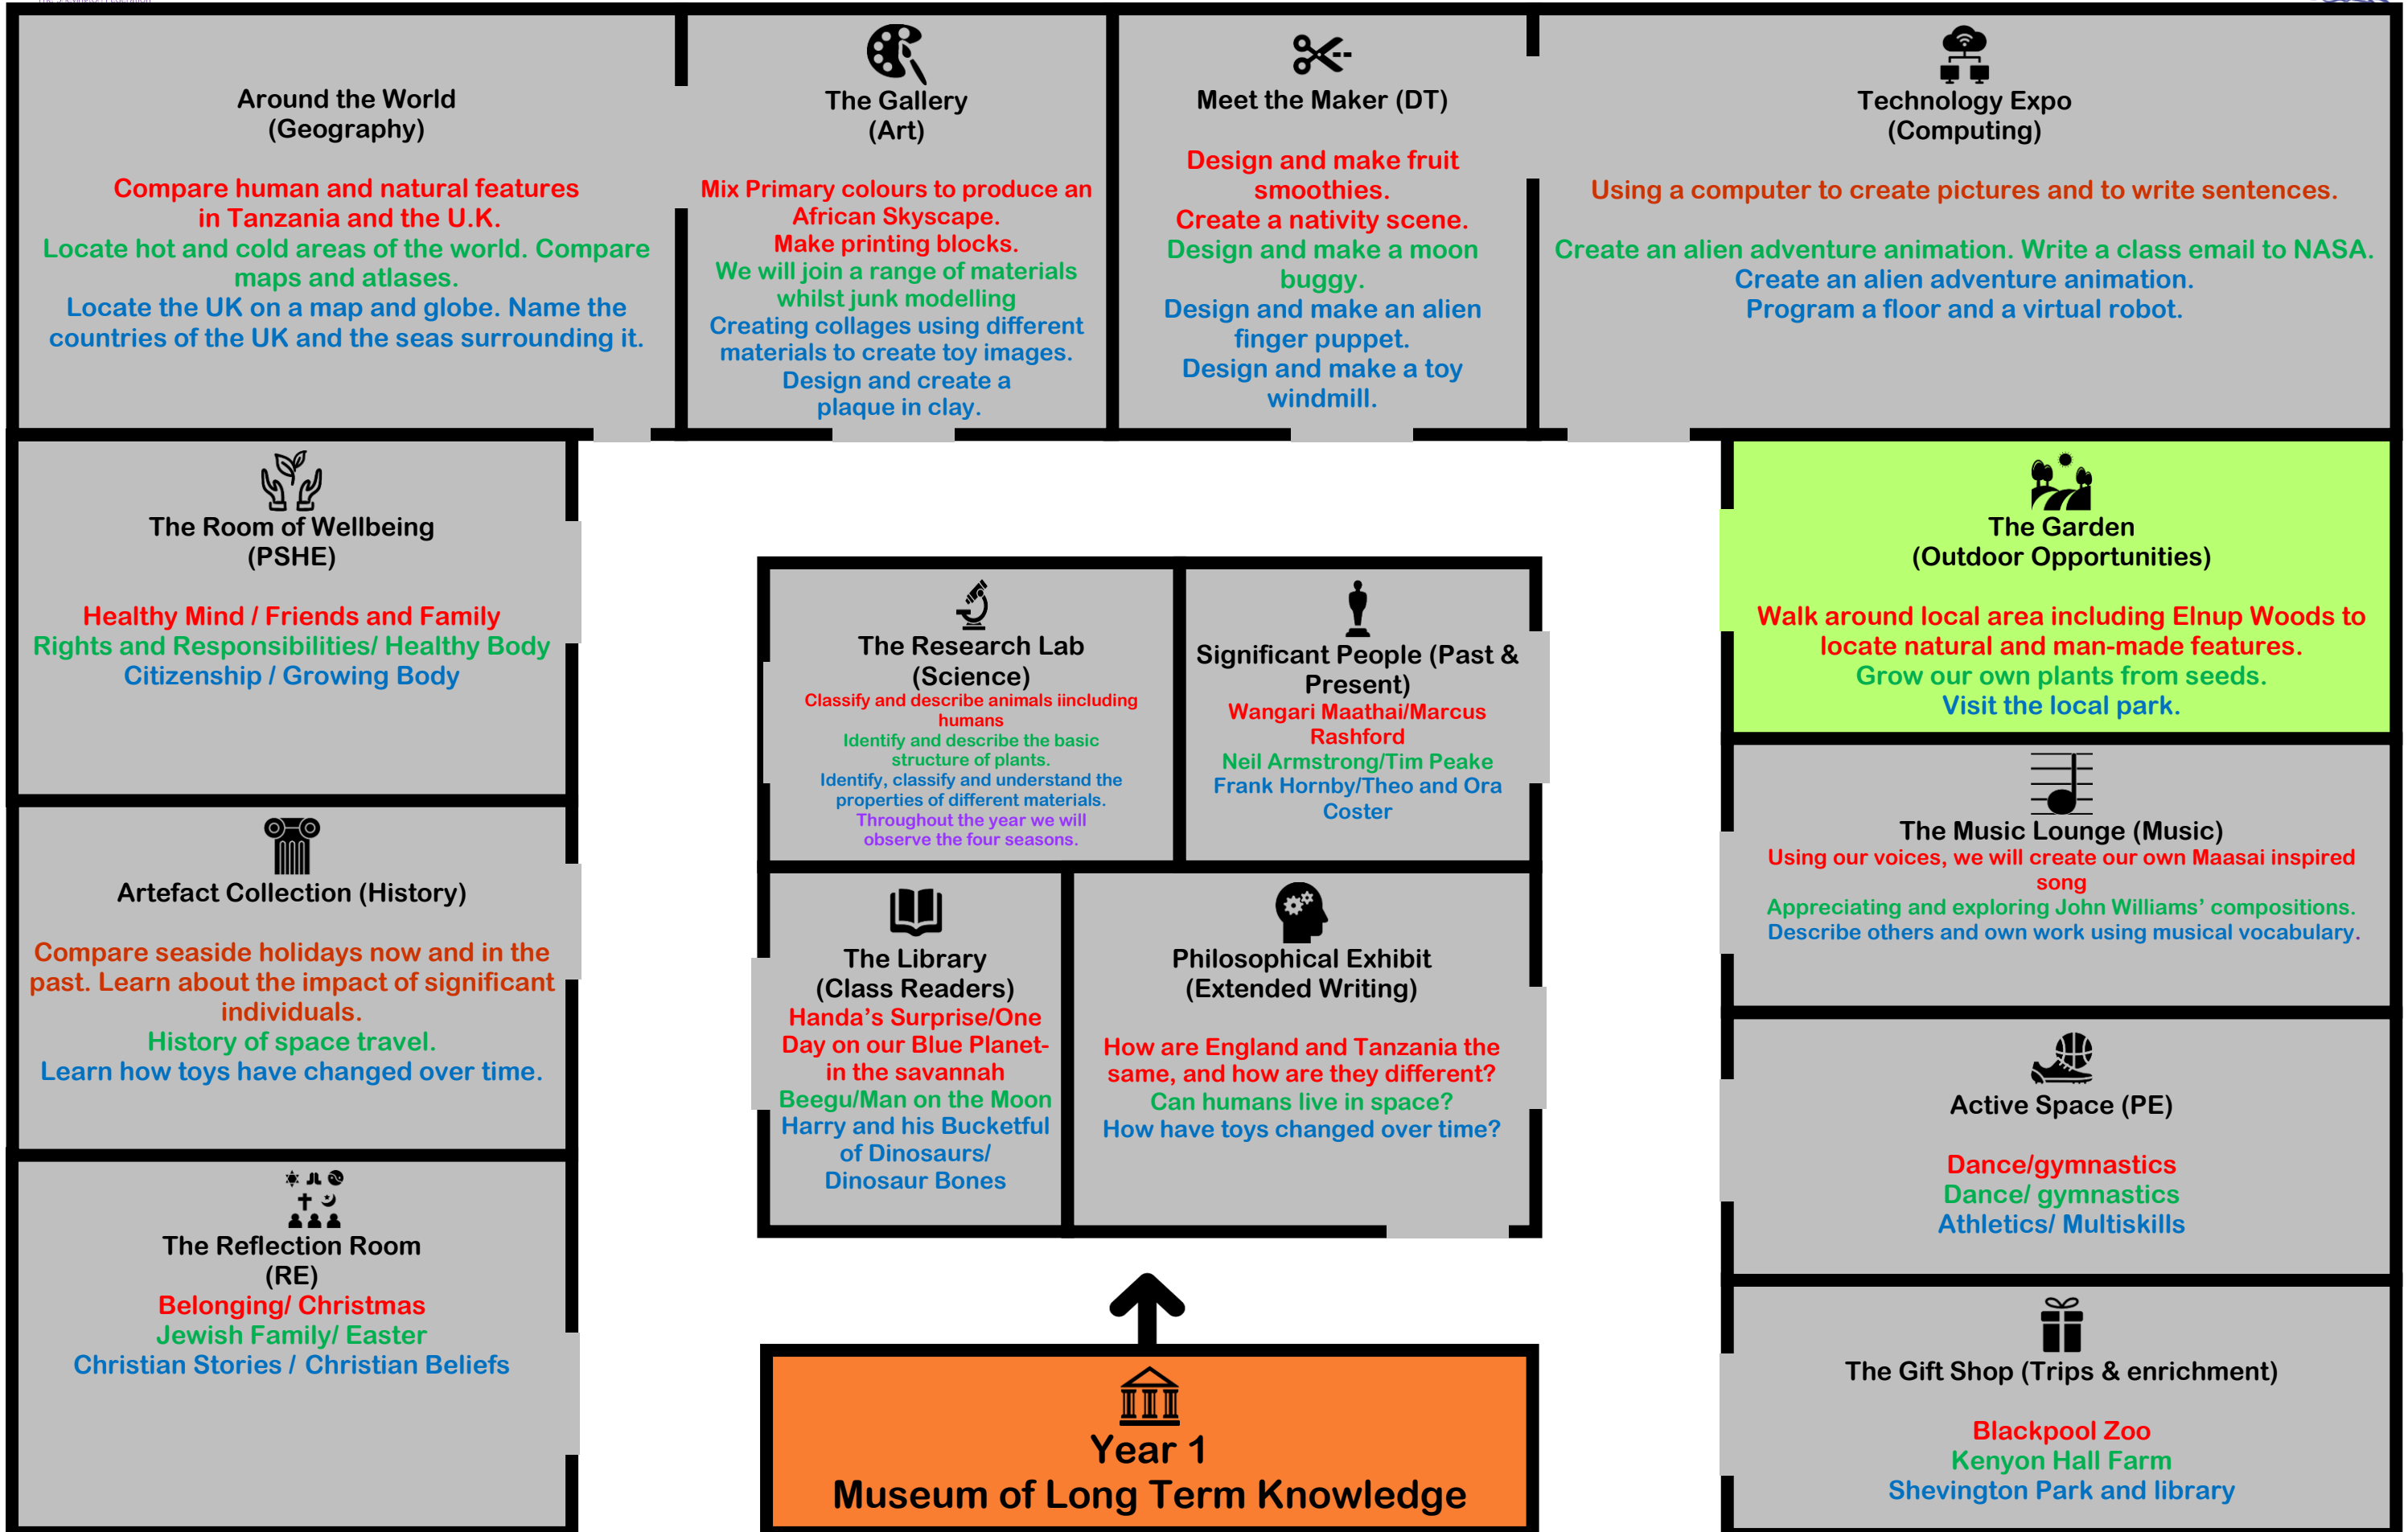 Around the World
(Geography)
Compare human and natural features
in Tanzania and the U.K.
Locate hot and cold areas of the world. Compare
maps and atlases.
Locate the UK on a map and globe. Name the
countries of the UK and the seas surrounding it.
The Gallery
(Art)
Mix Primary colours to produce an
African Skyscape.
Make printing blocks.
We will join a range of materials
whilst junk modelling
Creating collages using different
materials to create toy images.
Design and create a
plaque in clay.
Meet the Maker (DT)
Design and make fruit
smoothies.
Create a nativity scene.
Design and make a moon
buggy.
Design and make an alien
finger puppet.
Design and make a toy
windmill.
Technology Expo
(Computing)
Using a computer to create pictures and to write sentences.
Create an alien adventure animation. Write a class email to NASA.
Create an alien adventure animation.
Program a floor and a virtual robot.
The Room of Wellbeing
(PSHE)
Healthy Mind / Friends and Family
Rights and Responsibilities/ Healthy Body
Citizenship / Growing Body
The Research Lab
(Science)
Classify and describe animals iincluding
humans
Identify and describe the basic
structure of plants.
Identify, classify and understand the
properties of different materials.
Throughout the year we will
observe the four seasons.
Significant People (Past &
Present)
Wangari Maathai/Marcus
Rashford
Neil Armstrong/Tim Peake
Frank Hornby/Theo and Ora
Coster
The Garden
(Outdoor Opportunities)
Walk around local area including Elnup Woods to
locate natural and man-made features.
Grow our own plants from seeds.
Visit the local park.
Artefact Collection (History)
Compare seaside holidays now and in the
past. Learn about the impact of significant
individuals.
History of space travel.
Learn how toys have changed over time.
The Library
(Class Readers)
Handa's Surprise/One
Day on our Blue Planet-
in the savannah
Beegu/Man on the Moon
Harry and his Bucketful
of Dinosaurs/
Dinosaur Bones
Philosophical Exhibit
(Extended Writing)
How are England and Tanzania the
same, and how are they different?
Can humans live in space?
How have toys changed over time?
The Music Lounge (Music)
Using our voices, we will create our own Maasai inspired
song
Appreciating and exploring John Williams' compositions.
Describe others and own work using musical vocabulary.
Active Space (PE)
Dance/gymnastics
Dance/ gymnastics
Athletics/ Multiskills
The Reflection Room
(RE)
Belonging/ Christmas
Jewish Family/ Easter
Christian Stories / Christian Beliefs
Year 1
Museum of Long Term Knowledge
The Gift Shop (Trips & enrichment)
Blackpool Zoo
Kenyon Hall Farm
Shevington Park and library